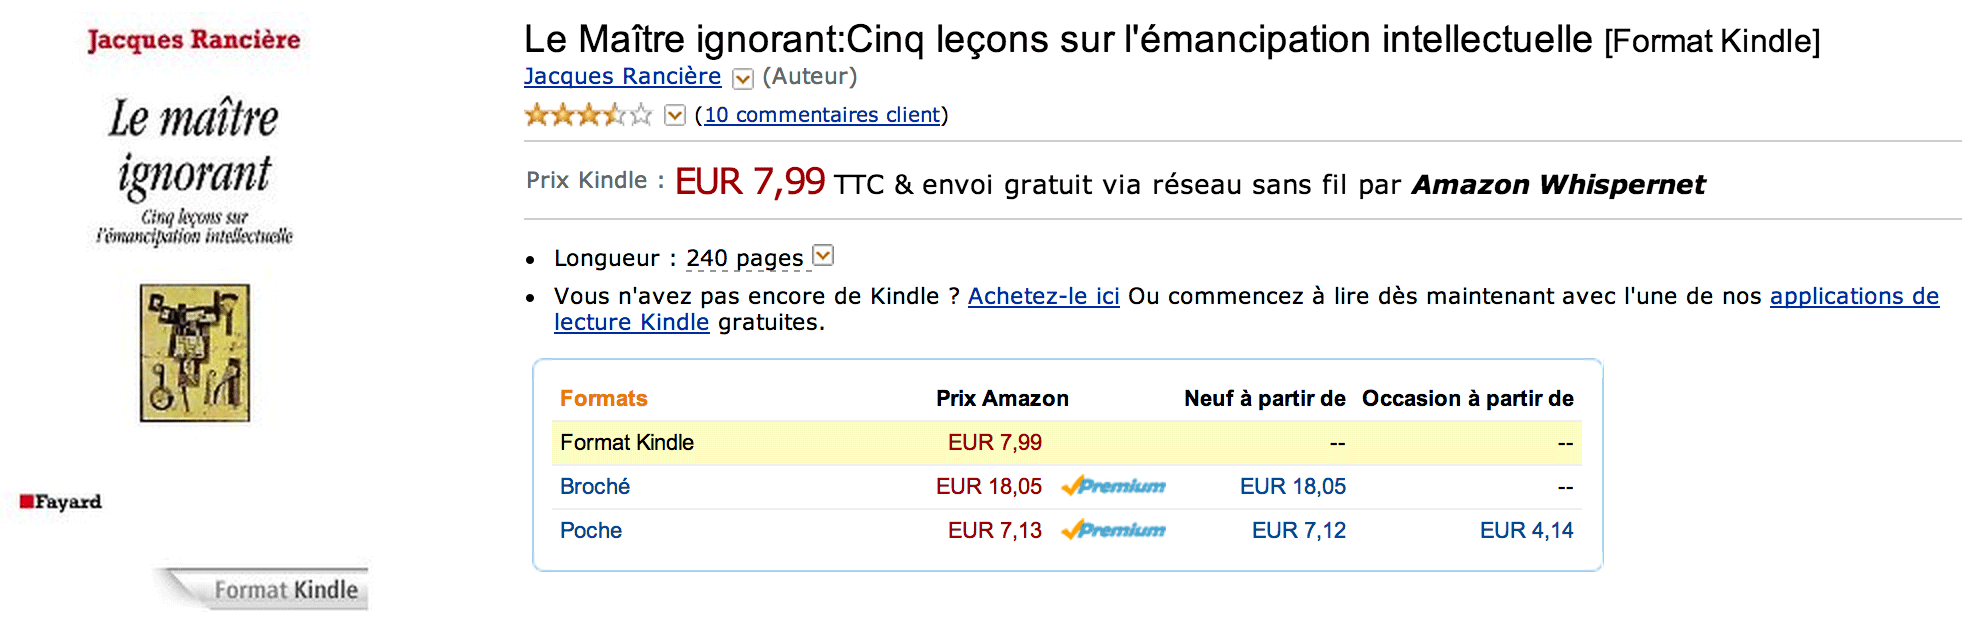 Jacques Rancière
Le maître
ignorant
Cinq leçons sur
l'émancipation intellectuelle
Fayard
Format Kindle
Le Maître ignorant:Cinq leçons sur l'émancipation intellectuelle [Format Kindle]
Jacques Rancière (Auteur)
(10 commentaires client)
Prix Kindle : EUR 7,99 TTC & envoi gratuit via réseau sans fil par Amazon Whispernet
• Longueur : 240 pages
• Vous n'avez pas encore de Kindle ? Achetez-le ici Ou commencez à lire dès maintenant avec l'une de nos applications de
lecture Kindle gratuites.
Formats Prix Amazon Neuf à partir de Occasion à partir de
Format Kindle EUR 7,99 -- --
Broché EUR 18,05 Premium EUR 18,05 --
Poche EUR 7,13 Premium EUR 7,12 EUR 4,14